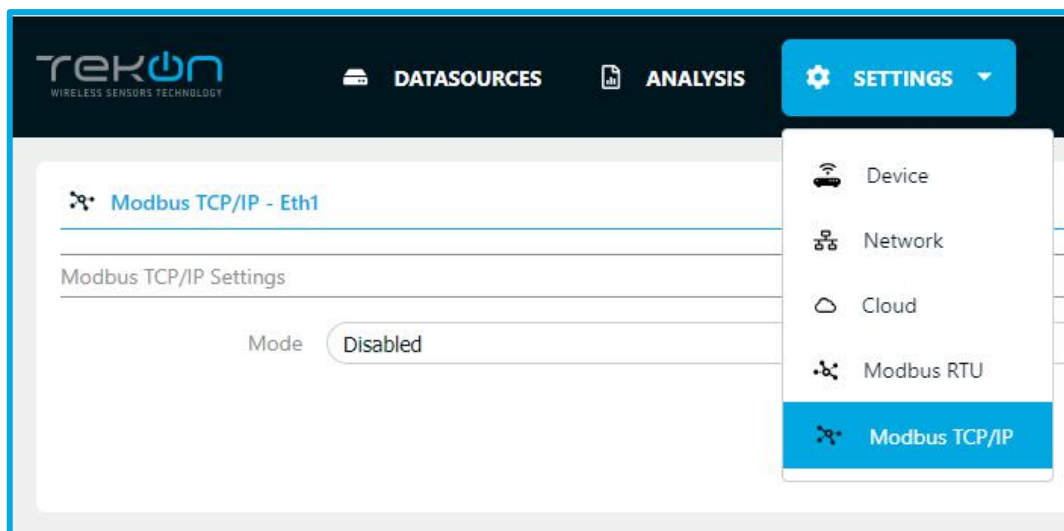 TEKON
WIRELESS SENSORS TECHNOLOGY
DATASOURCES
ANALYSIS
SETTINGS
Device
Network
Cloud
Modbus RTU
Modbus TCP/IP
Modbus TCP/IP - Eth1
Modbus TCP/IP Settings
Mode
Disabled